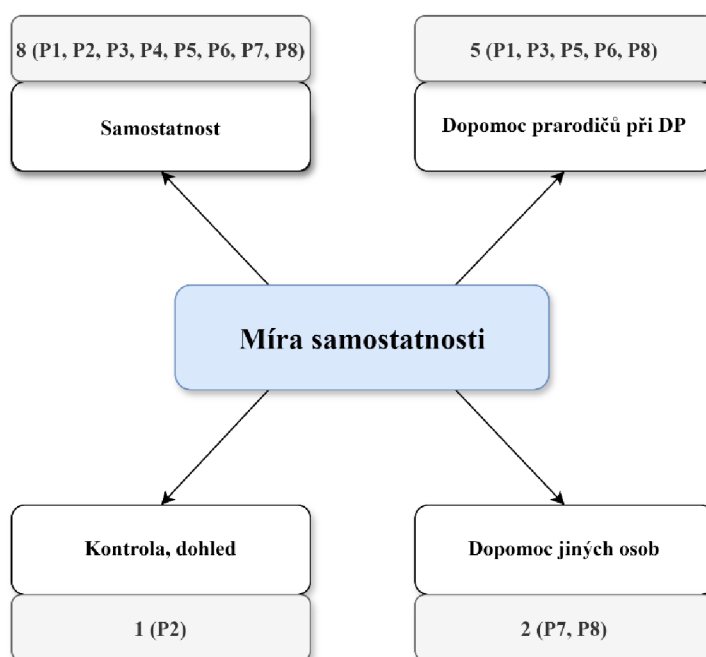 8 (P1, P2, P3, P4, P5, P6, P7, P8)
Samostatnost
5 (P1, P3, P5, P6, P8)
Dopomoc prarodičů při DP
Míra samostatnosti
Kontrola, dohled
1 (P2)
Dopomoc jiných osob
2 (P7, P8)